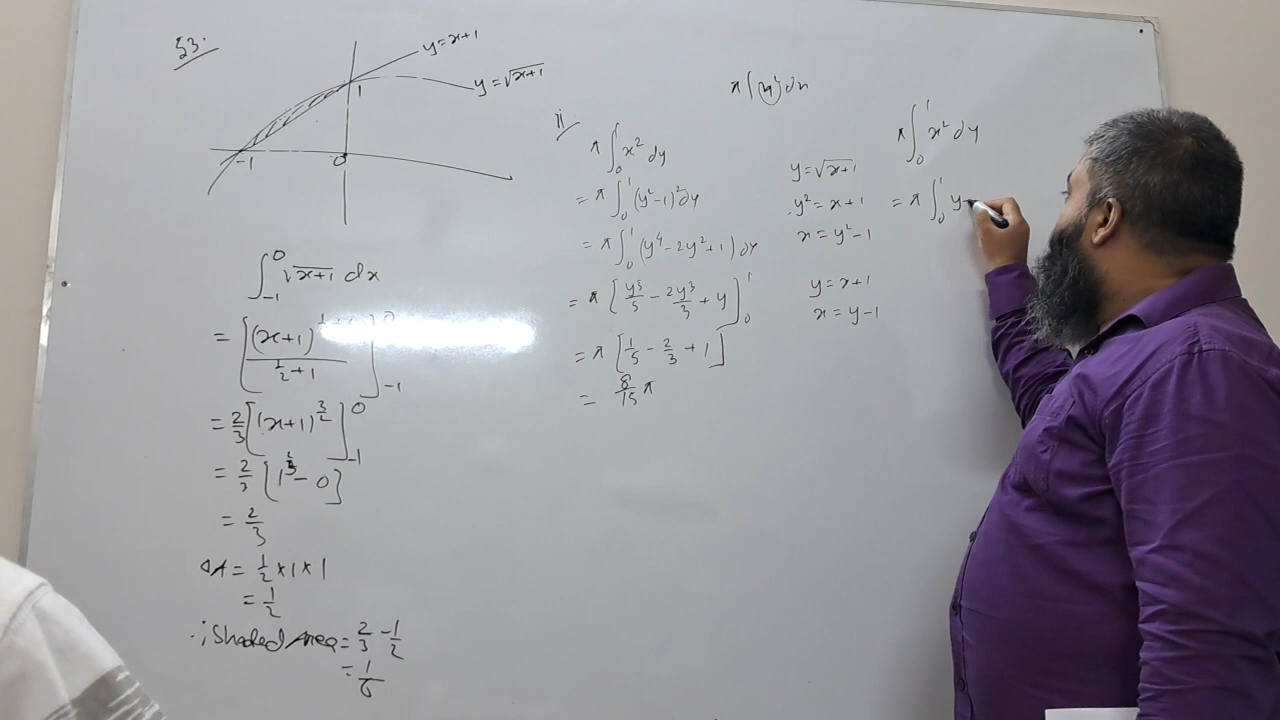 53.
y=x+1
y=√x+1
1
-1
0
∫₋₁⁰ √x+1 dx
= [(x+1)
/ ½+1]₋₁⁰
= 2/3 [(x+1)^3/2]₋₁⁰
= 2/3 [1 - 0]
= 2/3
A = ½ × 1 × 1
= ½
∴ Shaded Area = 2/3 - 1/2
= 1/6
ii.
π ∫₀¹ x² dy
= π ∫₀¹ (y²-1)² dy
= π ∫₀¹ (y⁴-2y²+1) dy
= π [y⁵/5 - 2y³/3 + y]₀¹
= π [1/5 - 2/3 + 1]
= 8/15 π
y=√x+1
y² = x+1
x = y²-1
y = x+1
x = y-1
π ∫₀¹ x² dy
= π ∫₀¹ y-